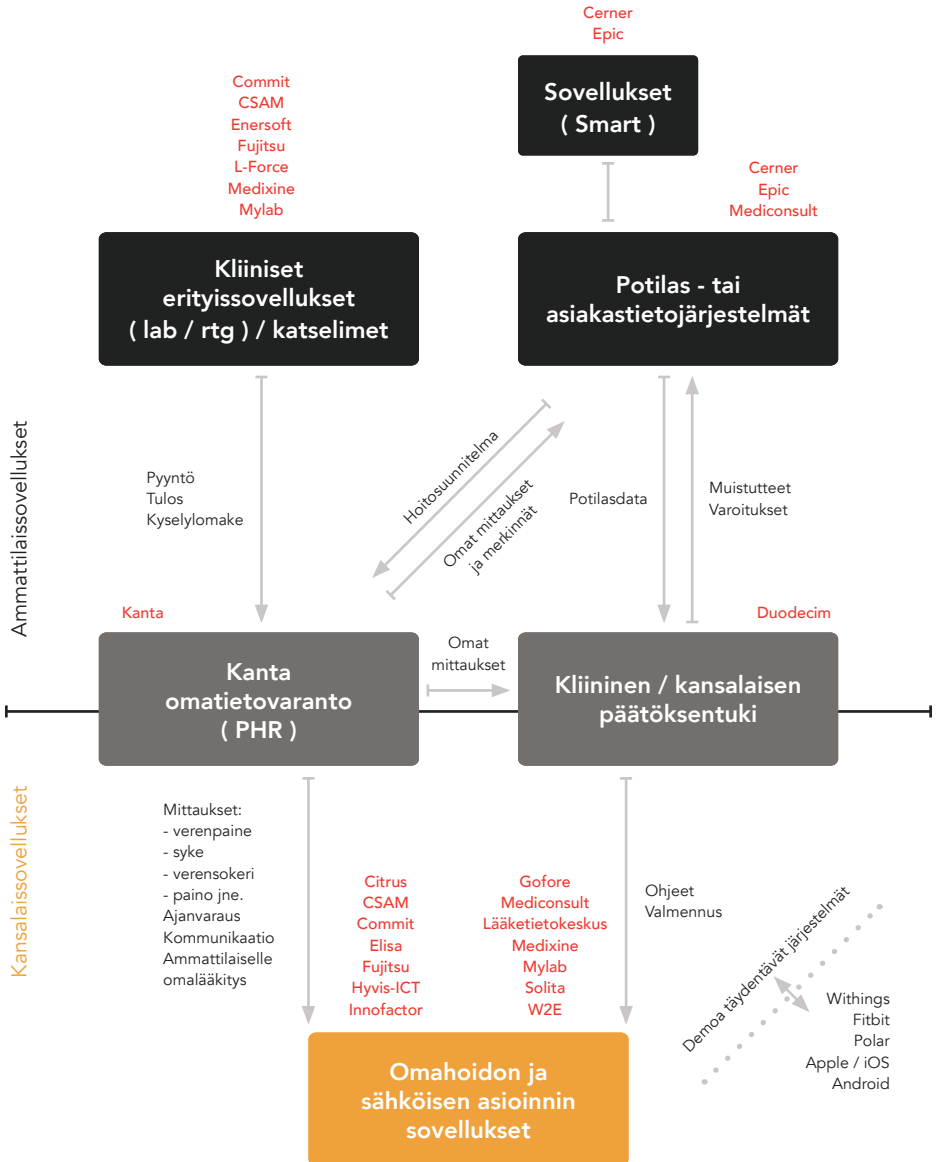 Cerner
Epic
Sovellukset
( Smart )
Commit
CSAM
Enersoft
Fujitsu
L-Force
Medixine
Mylab
Cerner
Epic
Mediconsult
Kliiniset
erityissovellukset
( lab / rtg ) / katselimet
Potilas - tai
asiakastietojärjestelmät
Ammattilaissovellukset
Pyyntö
Tulos
Kyselylomake
Hoitosuunnitelma
Omat mittaukset
ja merkinnät
Potilasdata
Muistutteet
Varoitukset
Kanta
Duodecim
Kanta
omatietovaranto
( PHR )
Omat
mittaukset
Kliininen / kansalaisen
päätöksentuki
Kansalaissovellukset
Mittaukset:
- verenpaine
- syke
- verensokeri
- paino jne.
Ajanvaraus
Kommunikaatio
Ammattilaiselle
omalääkitys
Citrus
CSAM
Commit
Elisa
Fujitsu
Hyvis-ICT
Innofactor
Gofore
Mediconsult
Lääketietokeskus
Medixine
Mylab
Solita
W2E
Ohjeet
Valmennus
Demoa täydentävät järjestelmät
Withings
Fitbit
Polar
Apple / iOS
Android
Omahoidon ja
sähköisen asioinnin
sovellukset